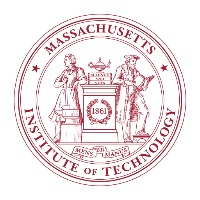 MASSACHUSETTS
INSTITUTE OF TECHNOLOGY
1861
MENS ET MANUS